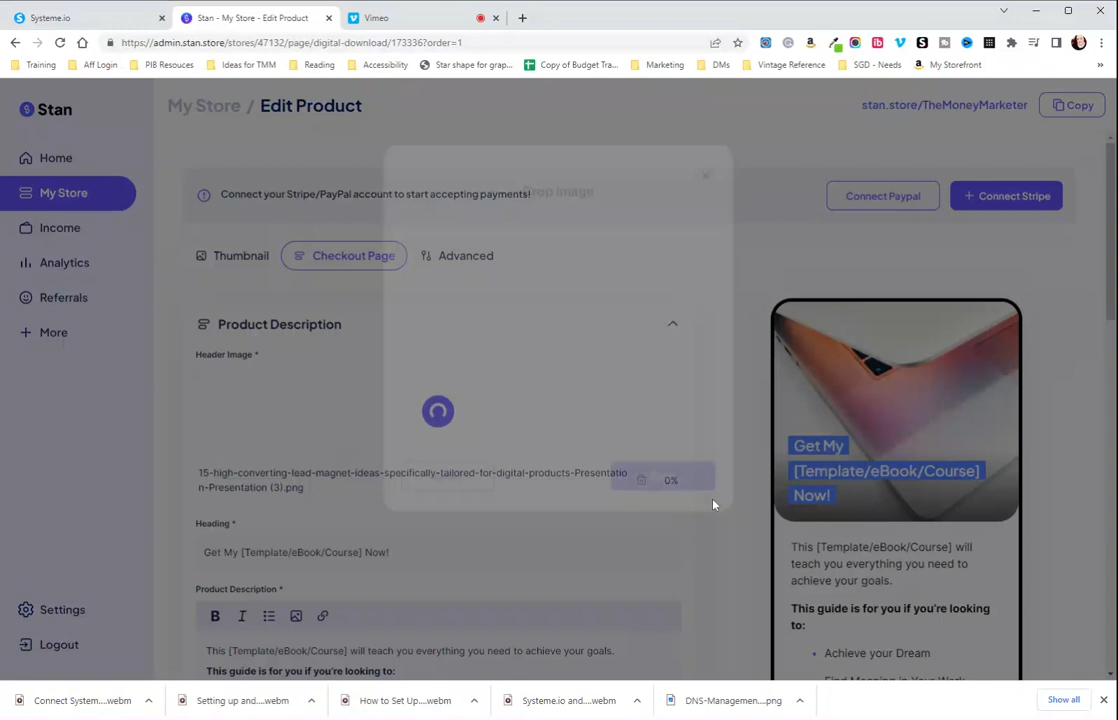 Systeme.io
Stan - My Store - Edit Product
Vimeo
https://admin.stan.store/stores/47132/page/digital-download/173336?order=1
Training
Aff Login
PIB Resouces
Ideas for TMM
Reading
Accessibility
Star shape for grap...
Copy of Budget Tra...
Marketing
DMs
Vintage Reference
SGD - Needs
My Storefront
Stan
My Store / Edit Product
stan.store/TheMoneyMarketer
Copy
Home
My Store
Income
Analytics
Referrals
More
Settings
Logout
Crop Image
Connect your Stripe/PayPal account to start accepting payments!
Connect Paypal
Connect Stripe
Thumbnail
Checkout Page
Advanced
Product Description
Header Image *
15-high-converting-lead-magnet-ideas-specifically-tailored-for-digital-products-Presentatio
n-Presentation (3).png
0%
Heading *
Get My [Template/eBook/Course] Now!
Product Description *
B I
This [Template/eBook/Course] will teach you everything you need to achieve your goals.
This guide is for you if you're looking to:
Get My
[Template/eBook/Course]
Now!
This [Template/eBook/Course] will
teach you everything you need to
achieve your goals.
This guide is for you if you're looking
to:
Achieve your Dream
Find Meaning in Your Work
Connect System....webm
Setting up and....webm
How to Set Up....webm
Systeme.io and....webm
DNS-Managemen....png
Show all